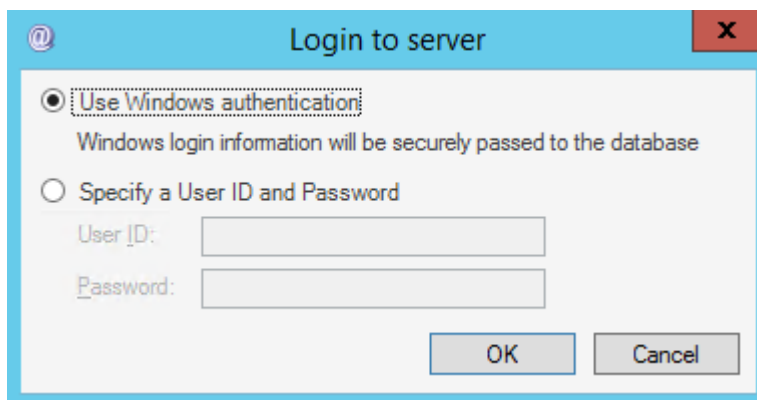 @ Login to server x
Use Windows authentication
Windows login information will be securely passed to the database
Specify a User ID and Password
User ID:
Password:
OK Cancel